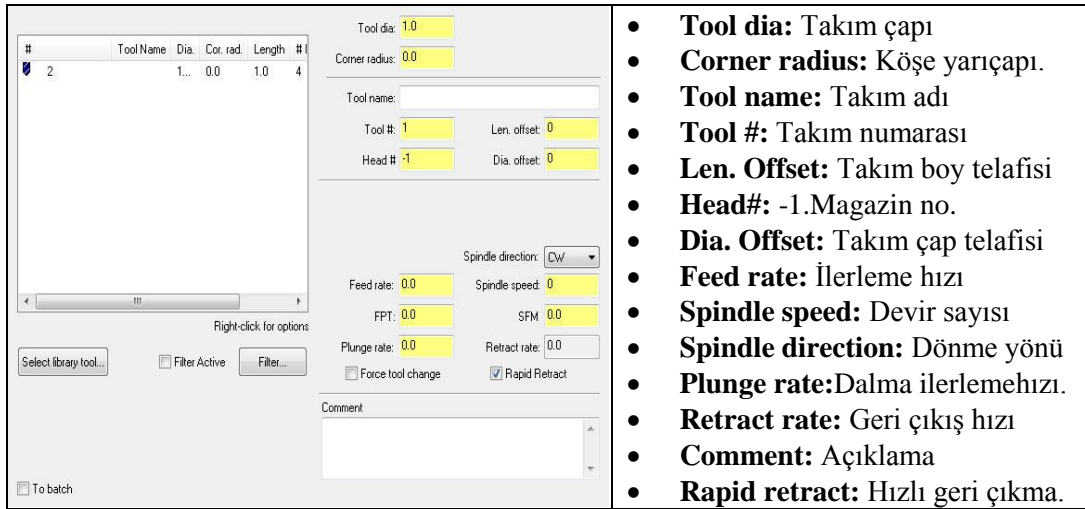 # Tool Name Dia. Cor. rad. Length # l
2 1... 0.0 1.0 4
Right-click for options
Select library tool... Filter Active Filter...
To batch
Tool dia: 1.0
Corner radius: 0.0
Tool name:
Tool #: 1 Len. offset: 0
Head # -1 Dia. offset: 0
Spindle direction: CW
Feed rate: 0.0 Spindle speed: 0
FPT: 0.0 SFM 0.0
Plunge rate: 0.0 Retract rate: 0.0
Force tool change Rapid Retract
Comment
• Tool dia: Takım çapı
• Corner radius: Köşe yarıçapı.
• Tool name: Takım adı
• Tool #: Takım numarası
• Len. Offset: Takım boy telafisi
• Head#: -1.Magazin no.
• Dia. Offset: Takım çap telafisi
• Feed rate: İlerleme hızı
• Spindle speed: Devir sayısı
• Spindle direction: Dönme yönü
• Plunge rate:Dalma ilerlemehızı.
• Retract rate: Geri çıkış hızı
• Comment: Açıklama
• Rapid retract: Hızlı geri çıkma.